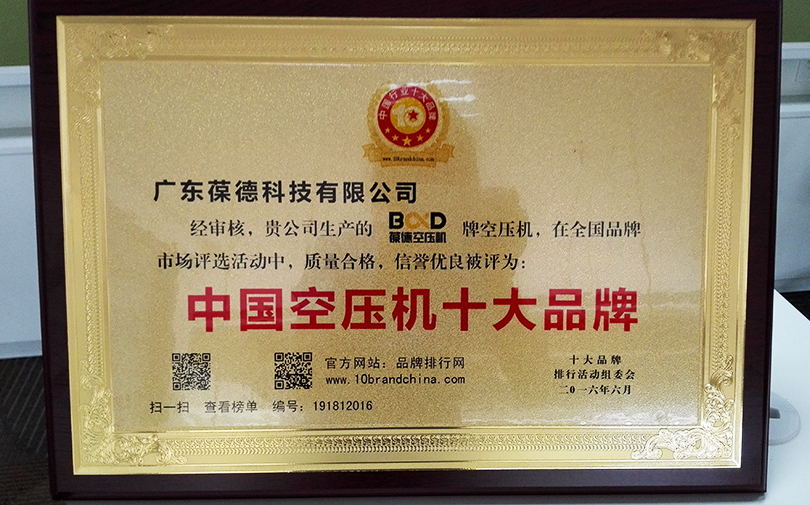 中国行业十大品牌
10
www.10brandchina.com
广东葆德科技有限公司
经审核，贵公司生产的 BAD 葆德空压机 牌空压机，在全国品牌
市场评选活动中，质量合格，信誉优良被评为：
中国空压机十大品牌
官方网站：品牌排行网
www.10brandchina.com
扫一扫 查看榜单 编号：191812016
十大品牌
排行活动组委会
二〇一六年六月